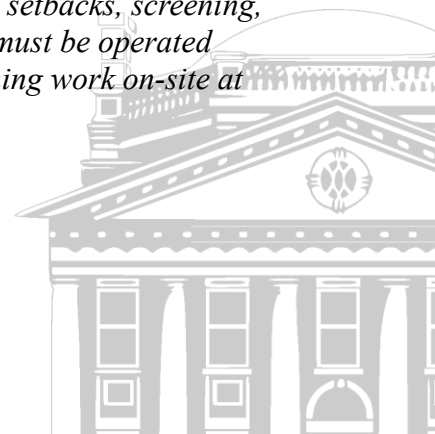 setbacks, screening,
must be operated
ing work on-site at